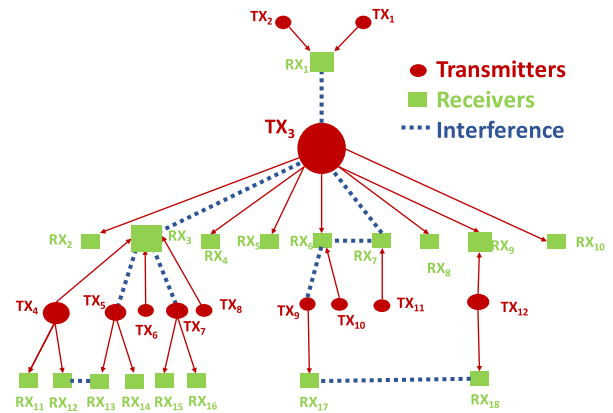 TX₂
TX₁
RX₁
Transmitters
Receivers
Interference
TX₃
RX₂
RX₃
RX₄
RX₅
RX₆
RX₇
RX₈
RX₉
RX₁₀
TX₄
TX₅
TX₆
TX₇
TX₈
TX₉
TX₁₀
TX₁₁
TX₁₂
RX₁₁
RX₁₂
RX₁₃
RX₁₄
RX₁₅
RX₁₆
RX₁₇
RX₁₈